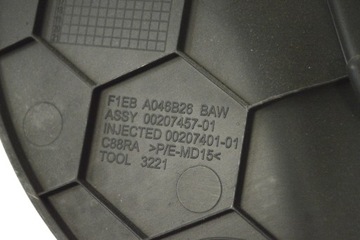 F1EB A046B26 BAW
ASSY 00207457-01
INJECTED 00207401-01
C88RA >P/E-MD15<
TOOL 3221